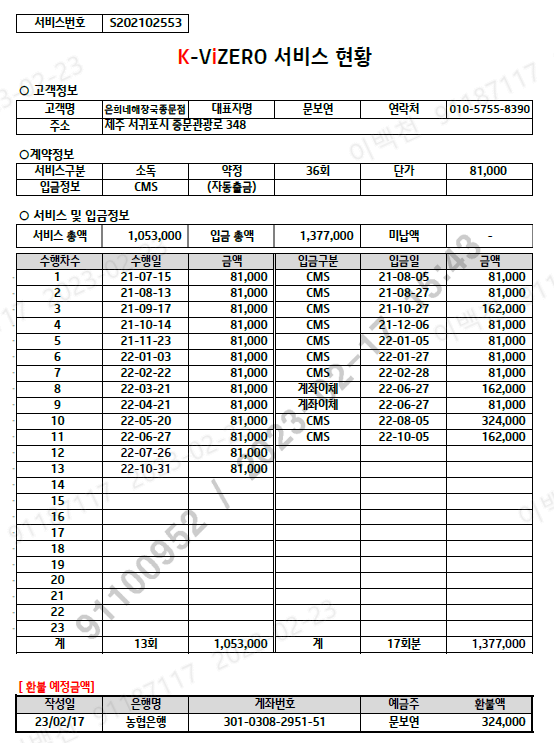 서비스번호 S202102553
K-ViZERO 서비스 현황
○ 고객정보
고객명 은희네해장국중문점 대표자명 문보연 연락처 010-5755-8390
주소 제주 서귀포시 중문관광로 348
○계약정보
서비스구분 소독 약정 36회 단가 81,000
입금정보 CMS (자동출금)
○ 서비스 및 입금정보
서비스 총액 1,053,000 입금 총액 1,377,000 미납액 -
수행차수 수행일 금액 입금구분 입금일 금액
1 21-07-15 81,000 CMS 21-08-05 81,000
2 21-08-13 81,000 CMS 21-08-27 81,000
3 21-09-17 81,000 CMS 21-10-27 162,000
4 21-10-14 81,000 CMS 21-12-06 81,000
5 21-11-23 81,000 CMS 22-01-05 81,000
6 22-01-03 81,000 CMS 22-01-27 81,000
7 22-02-22 81,000 CMS 22-02-28 81,000
8 22-03-21 81,000 계좌이체 22-06-27 162,000
9 22-04-21 81,000 계좌이체 22-06-27 81,000
10 22-05-20 81,000 CMS 22-08-05 324,000
11 22-06-27 81,000 CMS 22-10-05 162,000
12 22-07-26 81,000
13 22-10-31 81,000
14
15
16
17
18
19
20
21
22
23
계 13회 1,053,000 계 17회분 1,377,000
[ 환불 예정금액]
작성일 은행명 계좌번호 예금주 환불액
23/02/17 농협은행 301-0308-2951-51 문보연 324,000
91100952 / 2023-02-17 15:43